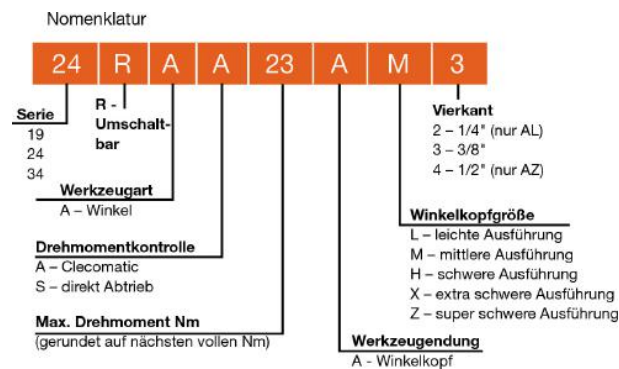 Nomenklatur
24 R A A 23 A M 3
Serie
19
24
34
R -
Umschalt-
bar
Vierkant
2 – 1/4" (nur AL)
3 – 3/8"
4 – 1/2" (nur AZ)
Werkzeugart
A – Winkel
Winkelkopfgröße
L – leichte Ausführung
M – mittlere Ausführung
H – schwere Ausführung
X – extra schwere Ausführung
Z – super schwere Ausführung
Drehmomentkontrolle
A – Clecomatic
S – direkt Abtrieb
Max. Drehmoment Nm
(gerundet auf nächsten vollen Nm)
Werkzeugendung
A - Winkelkopf